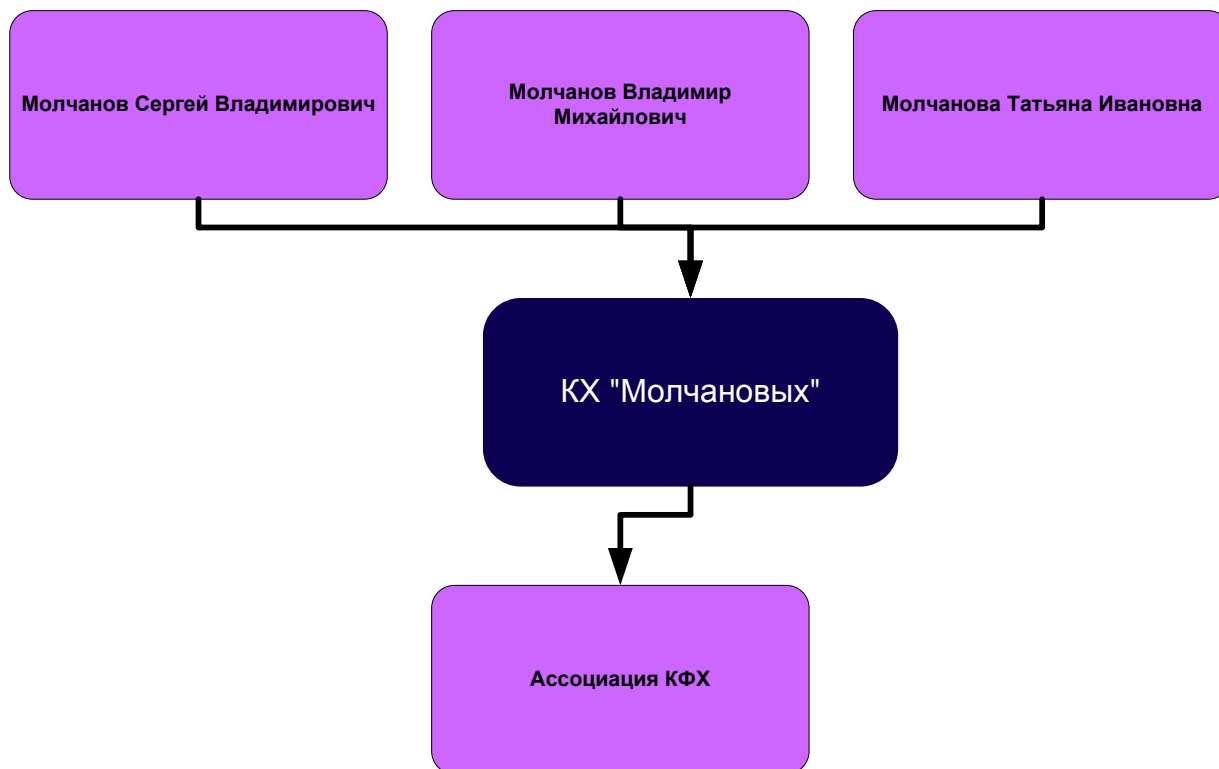 Молчанов Сергей Владимирович
Молчанов Владимир
Михайлович
Молчанова Татьяна Ивановна
КХ "Молчановых"
Ассоциация КФХ